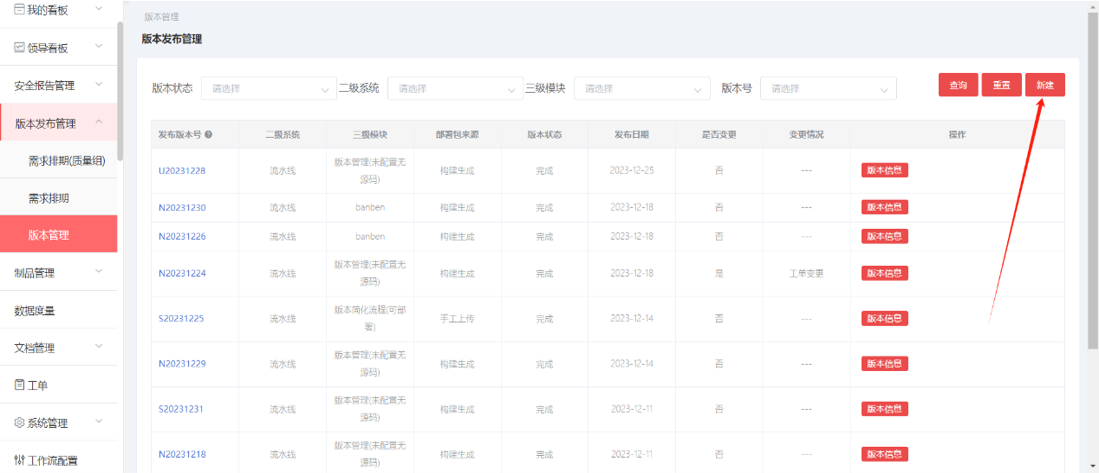 我的看板
领导看板
安全报告管理
版本发布管理
需求排期(质量组)
需求排期
版本管理
制品管理
数据度量
文档管理
工单
系统管理
工作流配置
版本管理
版本发布管理
版本状态 请选择 二级系统 请选择 三级模块 请选择 版本号 请选择 查询 重置 新建
发布版本号 二级系统 三级模块 部署包来源 版本状态 发布日期 是否变更 变更情况 操作
U20231228 流水线 版本管理(未配置无源码) 构建生成 完成 2023-12-25 否 --- 版本信息
N20231230 流水线 banben 构建生成 完成 2023-12-18 否 --- 版本信息
N20231226 流水线 banben 构建生成 完成 2023-12-18 否 --- 版本信息
N20231224 流水线 版本管理(未配置无源码) 构建生成 完成 2023-12-18 是 工单变更 版本信息
S20231225 流水线 版本简化流程(可部署) 手工上传 完成 2023-12-14 否 --- 版本信息
N20231229 流水线 版本管理(未配置无源码) 构建生成 完成 2023-12-14 否 --- 版本信息
S20231231 流水线 版本管理(未配置无源码) 构建生成 完成 2023-12-11 否 --- 版本信息
N20231218 流水线 版本管理(未配置无源码) 构建生成 完成 2023-12-11 否 --- 版本信息